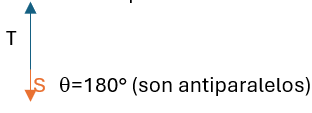 T
S θ=180° (son antiparalelos)